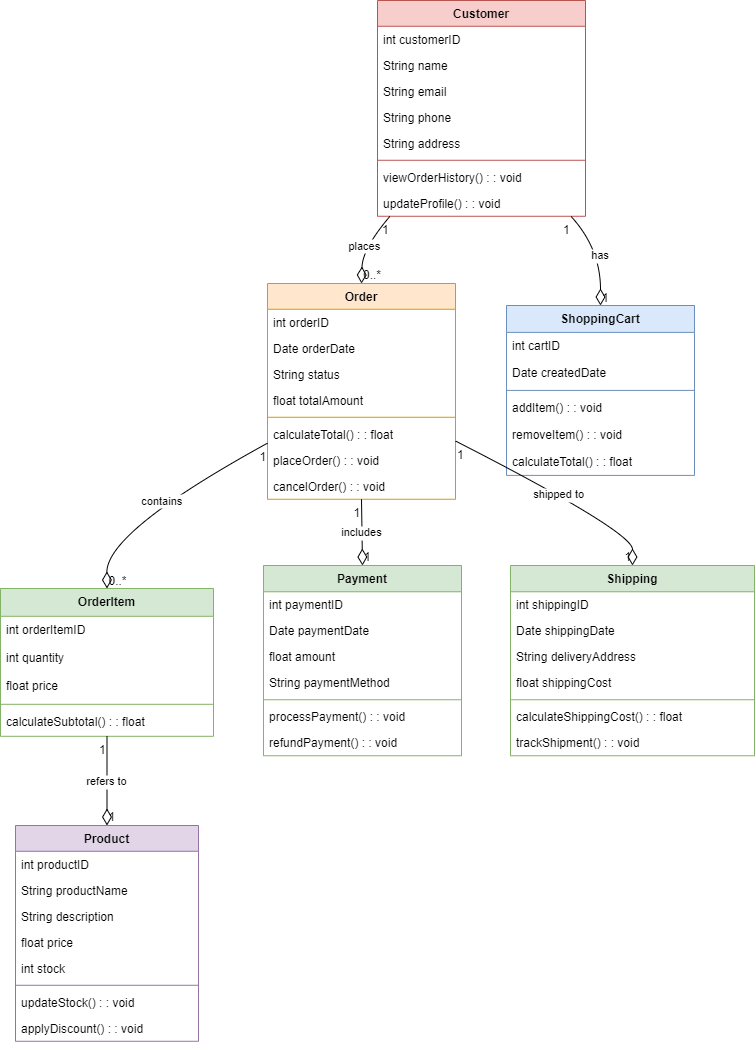 Customer
int customerID
String name
String email
String phone
String address
viewOrderHistory() : : void
updateProfile() : : void
1
places
0..*
1
has
1
Order
int orderID
Date orderDate
String status
float totalAmount
calculateTotal() : : float
placeOrder() : : void
cancelOrder() : : void
ShoppingCart
int cartID
Date createdDate
addItem() : : void
removeItem() : : void
calculateTotal() : : float
1
contains
0..*
1
includes
1
1
shipped to
1
OrderItem
int orderItemID
int quantity
float price
calculateSubtotal() : : float
Payment
int paymentID
Date paymentDate
float amount
String paymentMethod
processPayment() : : void
refundPayment() : : void
Shipping
int shippingID
Date shippingDate
String deliveryAddress
float shippingCost
calculateShippingCost() : : float
trackShipment() : : void
1
refers to
1
Product
int productID
String productName
String description
float price
int stock
updateStock() : : void
applyDiscount() : : void